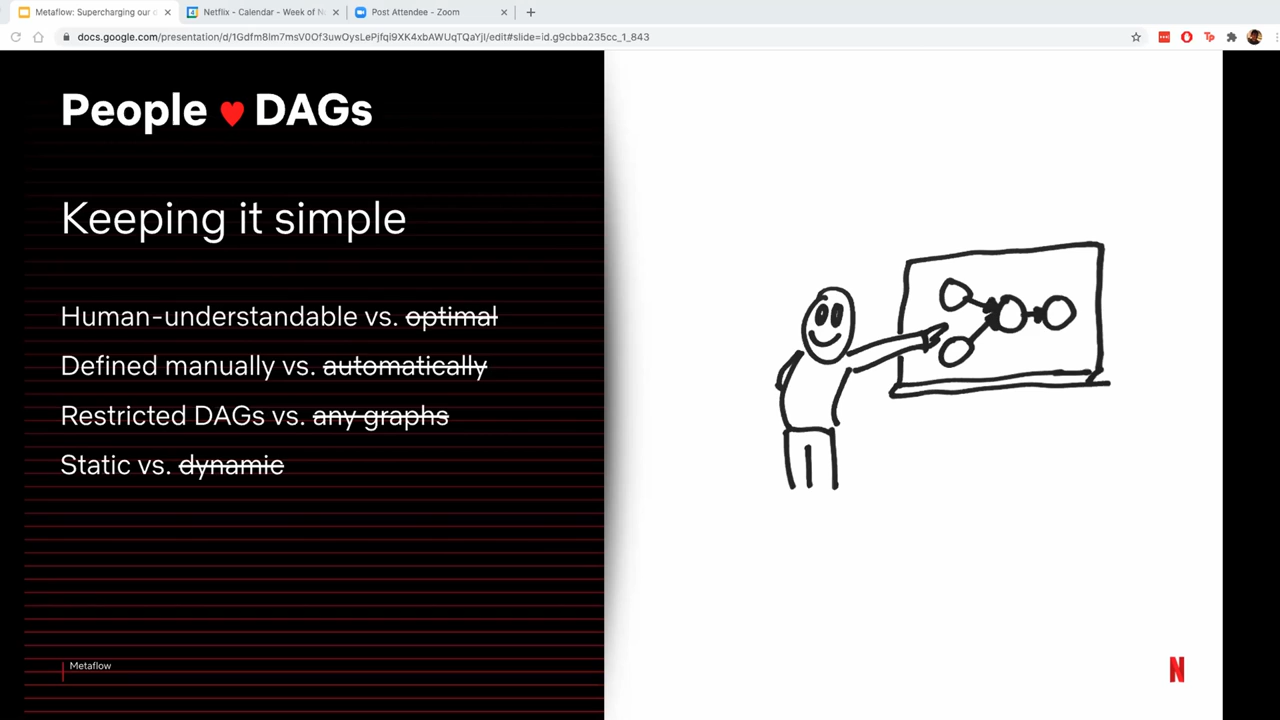 Metaflow: Supercharging our
Netflix - Calendar - Week of N
Post Attendee - Zoom
docs.google.com/presentation/d/1Gdfm8lm7msV0Of3uwOysLePjfqi9XK4xbAWUqTQaYjI/edit#slide=id.g9cbba235cc_1_843
People ♥ DAGs
Keeping it simple
Human-understandable vs. optimal
Defined manually vs. automatically
Restricted DAGs vs. any graphs
Static vs. dynamic
Metaflow
N